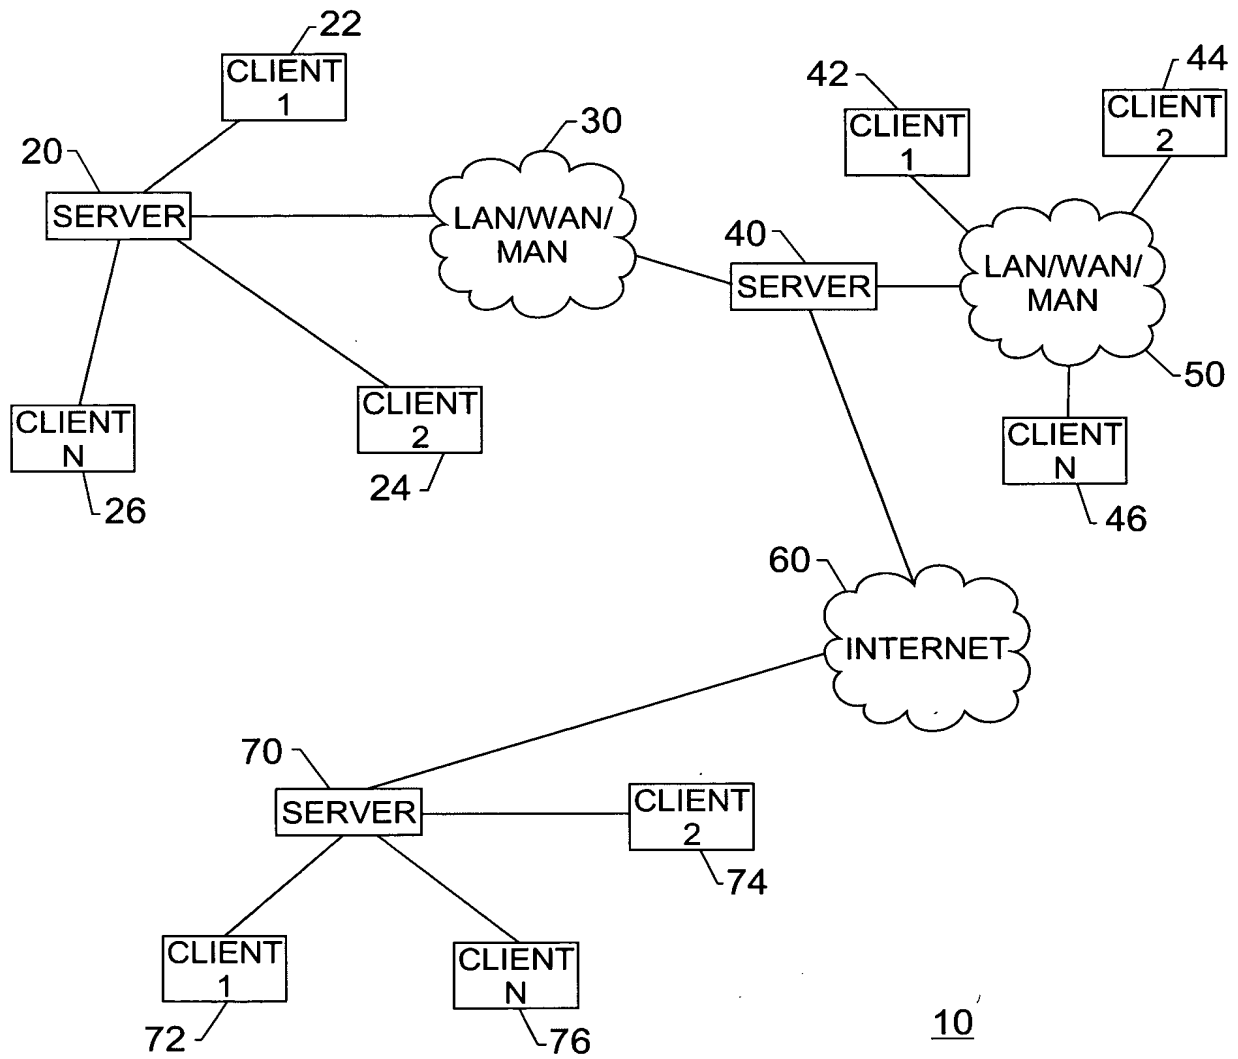 22
CLIENT
1
20
SERVER
30
LAN/WAN/
MAN
CLIENT
N
26
CLIENT
2
24
42
CLIENT
1
44
CLIENT
2
40
SERVER
LAN/WAN/
MAN
50
CLIENT
N
46
60
INTERNET
70
SERVER
CLIENT
2
74
CLIENT
1
72
CLIENT
N
76
10